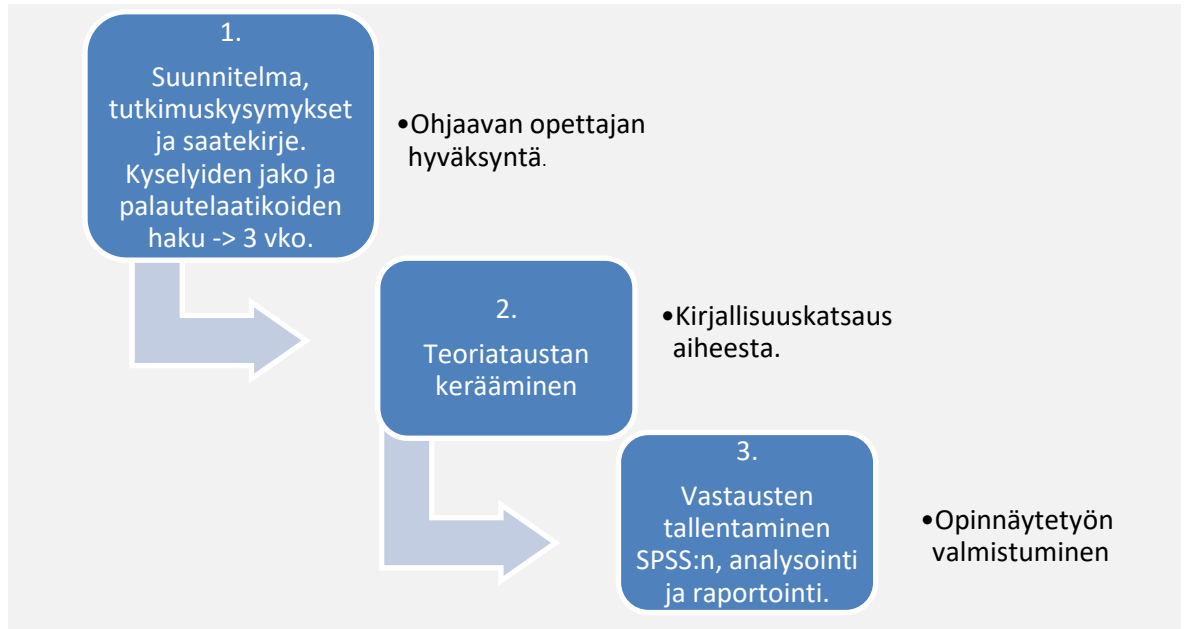 1.
Suunnitelma,
tutkimuskysymykset
ja saatekirje.
Kyselyiden jako ja
palautelaatikoiden
haku -> 3 vko.
•Ohjaavan opettajan
hyväksyntä.
2.
Teoriataustan
kerääminen
•Kirjallisuuskatsaus
aiheesta.
3.
Vastausten
tallentaminen
SPSS:n, analysointi
ja raportointi.
•Opinnäytetyön
valmistuminen